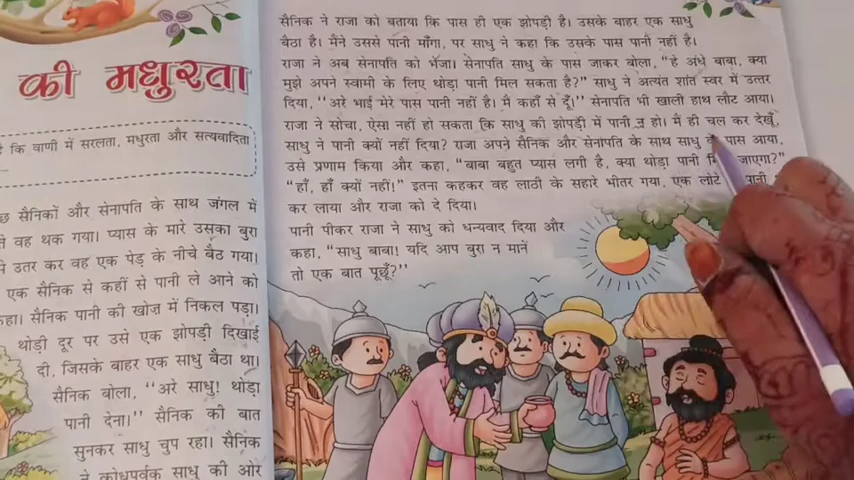 की मधुरता
है कि वाणी में सरलता, मधुरता और सत्यवादिता
छ सैनिकों और सेनापति के साथ जंगल में
वह थक गया। प्यास के मारे उसका बुरा
से उतर कर वह एक पेड़ के नीचे बैठ गया।
एक सैनिक से कहीं से पानी ले आने को
कहा। सैनिक पानी की खोज में निकल पड़ा।
थोड़ी दूर पर उसे एक झोपड़ी दिखाई
दी, जिसके बाहर एक साधु बैठा था।
सैनिक बोला, "अरे साधु! थोड़ा
पानी देना।" सैनिक की बात
सुनकर साधु चुप रहा। सैनिक
ने क्रोधपूर्वक साधु की ओर
सैनिक ने राजा को बताया कि पास ही एक झोपड़ी है। उसके बाहर एक साधु
बैठा है। मैंने उससे पानी माँगा, पर साधु ने कहा कि उसके पास पानी नहीं है।
राजा ने अब सेनापति को भेजा। सेनापति साधु के पास जाकर बोला, "हे अंधे बाबा, क्या
मुझे अपने स्वामी के लिए थोड़ा पानी मिल सकता है?" साधु ने अत्यंत शांत स्वर में उत्तर
दिया, "अरे भाई मेरे पास पानी नहीं है। मैं कहाँ से दूँ।" सेनापति भी खाली हाथ लौट आया।
राजा ने सोचा, ऐसा नहीं हो सकता कि साधु की झोपड़ी में पानी न हो। मैं ही चल कर देखूँ,
साधु ने पानी क्यों नहीं दिया? राजा अपने सैनिक और सेनापति के साथ साधु के पास आया,
उसे प्रणाम किया और कहा, "बाबा बहुत प्यास लगी है, क्या थोड़ा पानी जाएगा?"
"हाँ, हाँ क्यों नहीं!" इतना कहकर वह लाठी के सहारे भीतर गया, एक लोटे
कर लाया और राजा को दे दिया।
पानी पीकर राजा ने साधु को धन्यवाद दिया और
कहा, "साधु बाबा! यदि आप बुरा न मानें
तो एक बात पूछूँ?"